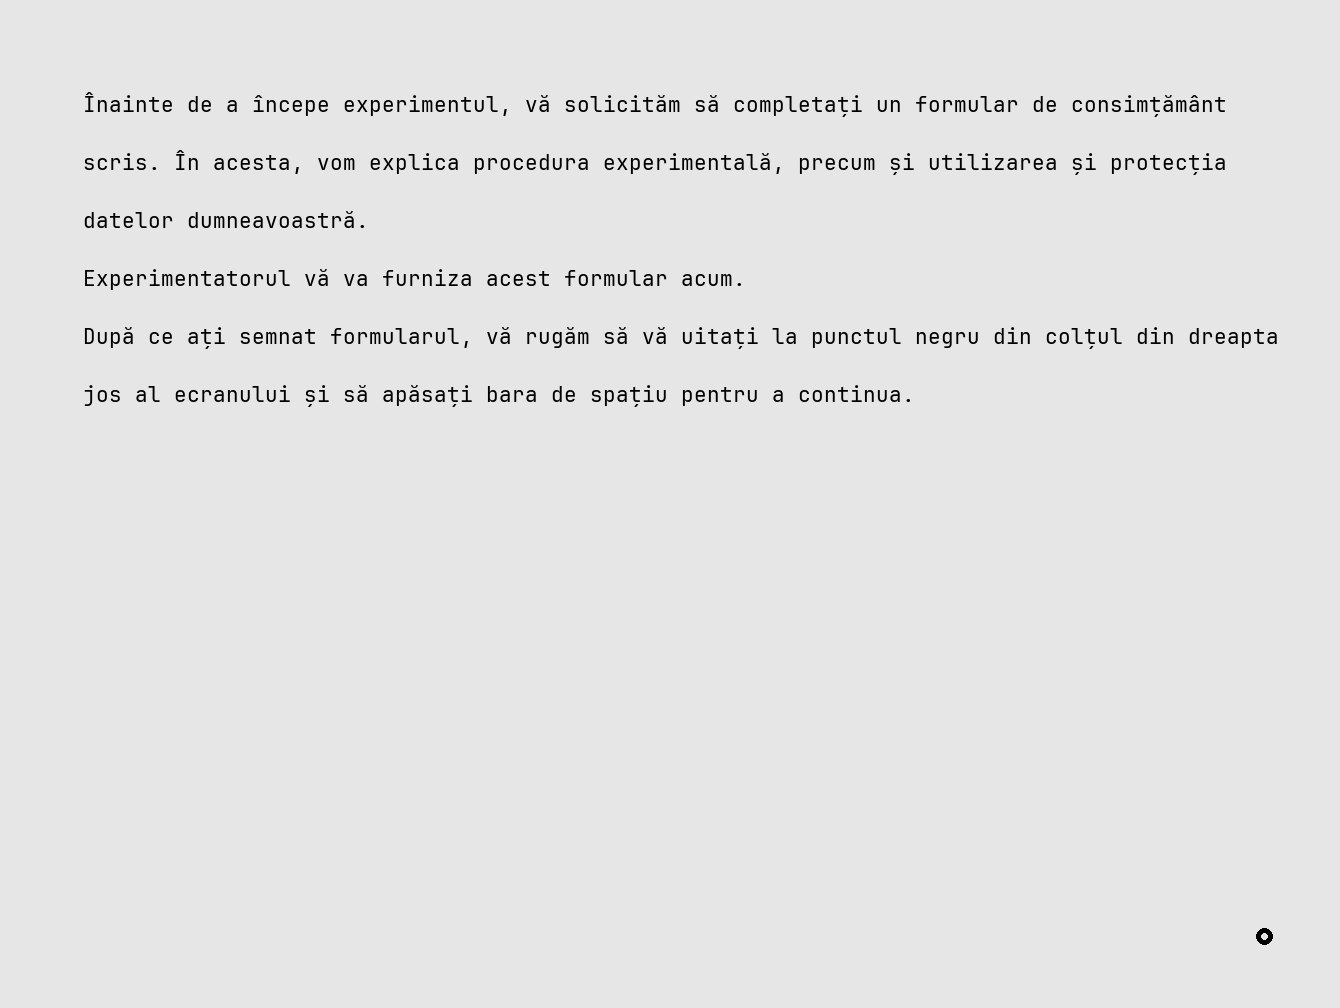 Înainte de a începe experimentul, vă solicităm să completați un formular de consimțământ
scris. În acesta, vom explica procedura experimentală, precum și utilizarea și protecția
datelor dumneavoastră.
Experimentatorul vă va furniza acest formular acum.
După ce ați semnat formularul, vă rugăm să vă uitați la punctul negru din colțul din dreapta
jos al ecranului și să apăsați bara de spațiu pentru a continua.